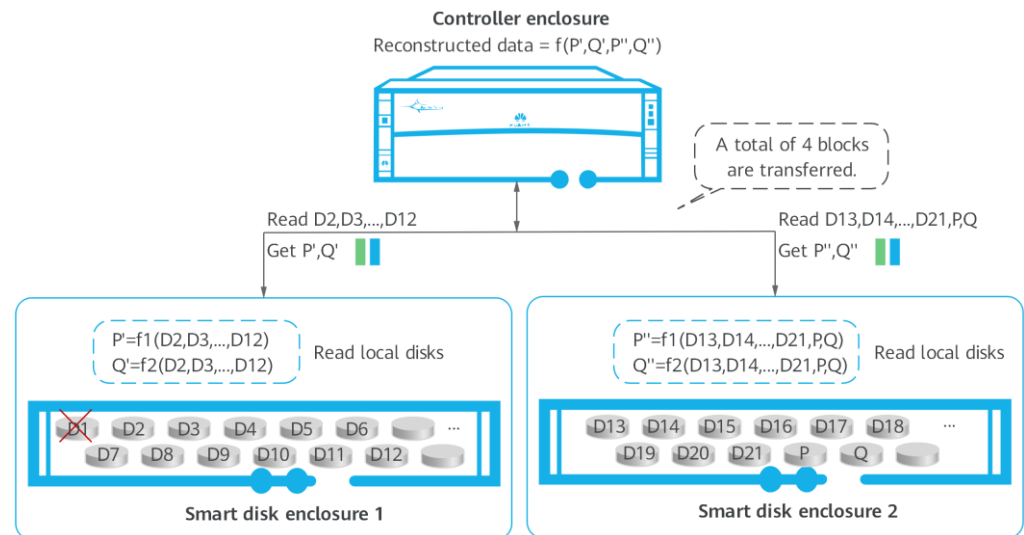 Controller enclosure
Reconstructed data = f(P',Q',P'',Q'')
A total of 4 blocks
are transferred.
Read D2,D3,...,D12
Get P',Q'
Read D13,D14,...,D21,P,Q
Get P'',Q''
P'=f1(D2,D3,...,D12)
Q'=f2(D2,D3,...,D12)
Read local disks
P''=f1(D13,D14,...,D21,P,Q)
Q''=f2(D13,D14,...,D21,P,Q)
Read local disks
D1 D2 D3 D4 D5 D6 ...
D7 D8 D9 D10 D11 D12
Smart disk enclosure 1
D13 D14 D15 D16 D17 D18 ...
D19 D20 D21 P Q
Smart disk enclosure 2